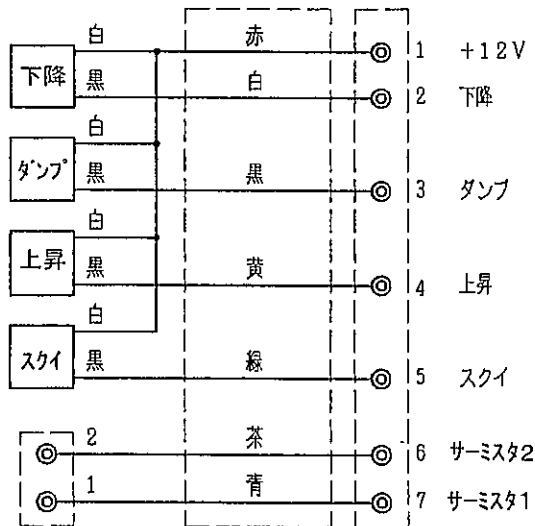 白 赤 1 +12V
下降 黒 白 2 下降
白
ダンプ 黒 黒 3 ダンプ
白
上昇 黒 黄 4 上昇
白
スクイ 黒 緑 5 スクイ
2 茶 6 サーミスタ2
1 青 7 サーミスタ1